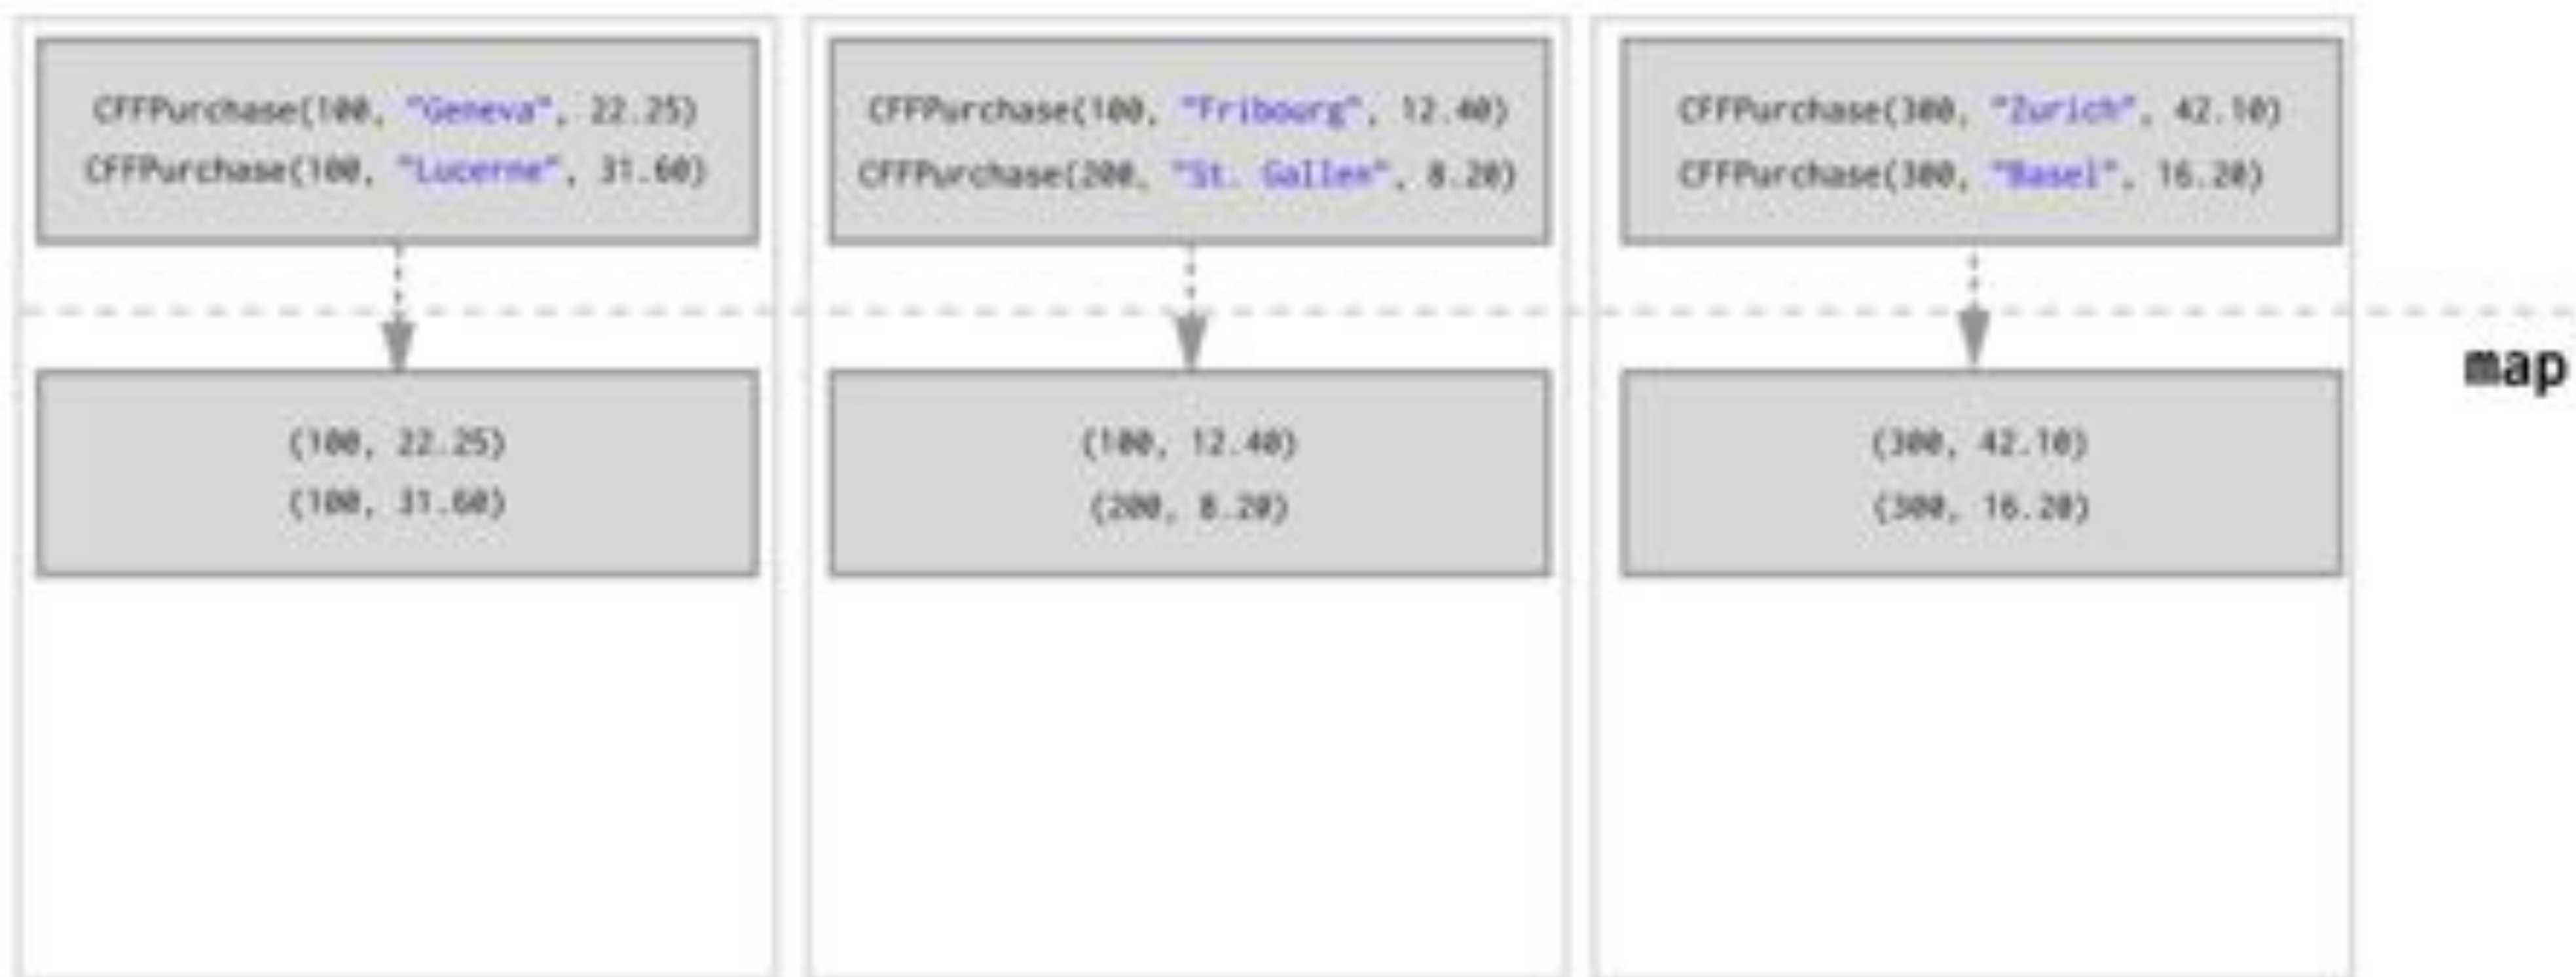 CFFPurchase(100, "Geneva", 22.25)
CFFPurchase(100, "Lucerne", 31.60)
CFFPurchase(100, "Fribourg", 12.40)
CFFPurchase(200, "St. Gallen", 8.20)
CFFPurchase(300, "Zurich", 42.10)
CFFPurchase(300, "Basel", 16.20)
map
(100, 22.25)
(100, 31.60)
(100, 12.40)
(200, 8.20)
(300, 42.10)
(300, 16.20)